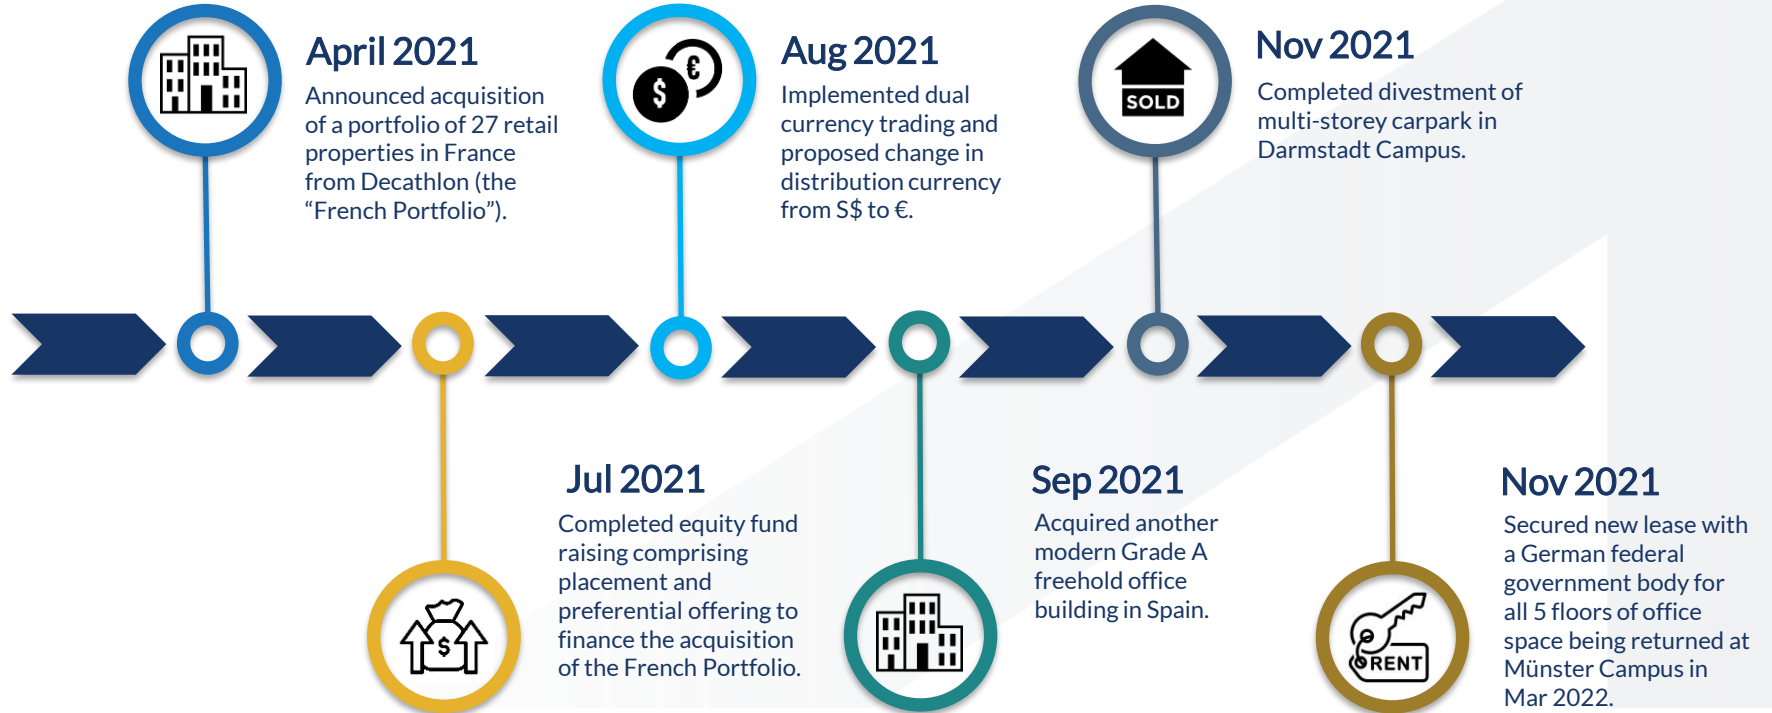 April 2021
Announced acquisition
of a portfolio of 27 retail
properties in France
from Decathlon (the
“French Portfolio”).
Jul 2021
Completed equity fund
raising comprising
placement and
preferential offering to
finance the acquisition
of the French Portfolio.
$
$
€
Aug 2021
Implemented dual
currency trading and
proposed change in
distribution currency
from S$ to €.
Sep 2021
Acquired another
modern Grade A
freehold office
building in Spain.
SOLD
Nov 2021
Completed divestment of
multi-storey carpark in
Darmstadt Campus.
RENT
Nov 2021
Secured new lease with
a German federal
government body for
all 5 floors of office
space being returned at
Münster Campus in
Mar 2022.